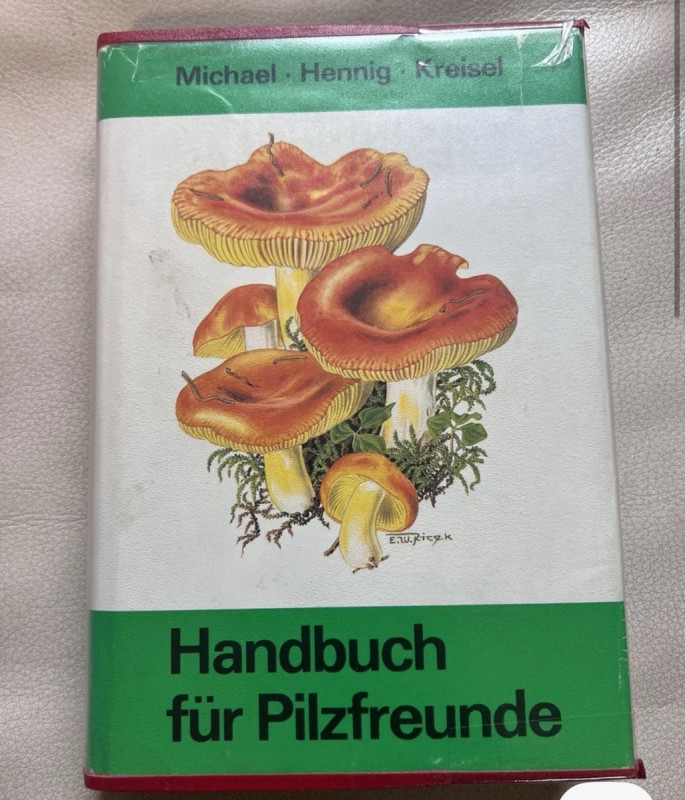 Michael · Hennig · Kreisel
E.W.Ricek
Handbuch
für Pilzfreunde